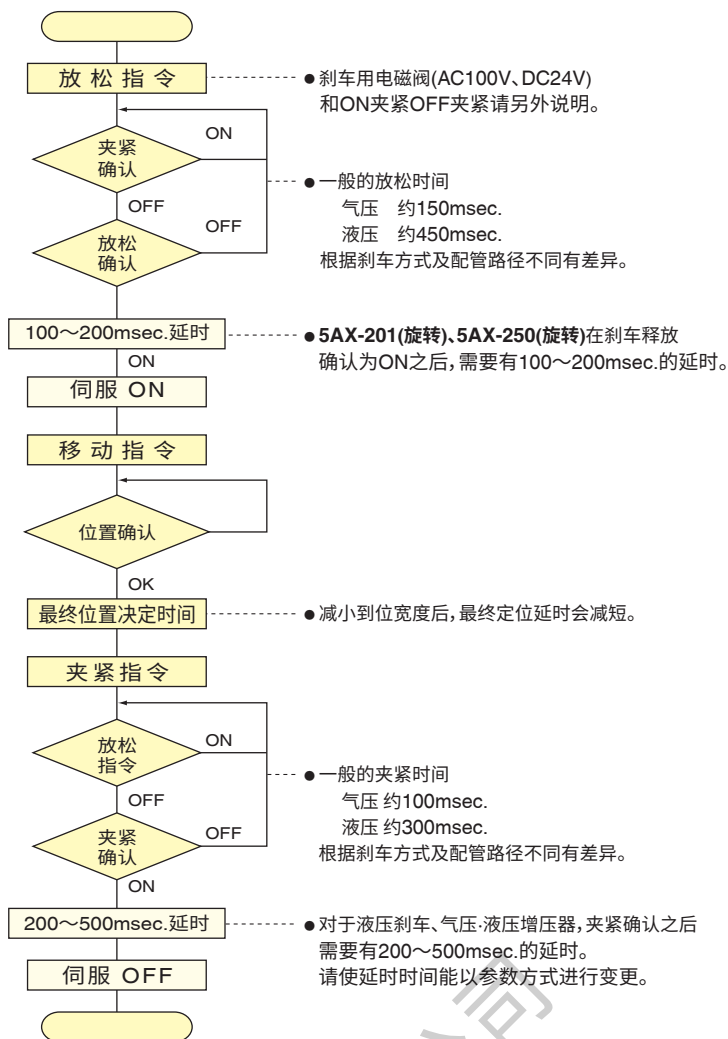 放松指令
●刹车用电磁阀(AC100V、DC24V)
和ON夹紧OFF夹紧请另外说明。
夹紧
确认
ON
OFF
●一般的放松时间
气压 约150msec.
液压 约450msec.
根据刹车方式及配管路径不同有差异。
放松
确认
OFF
100～200msec.延时
●5AX-201(旋转)、5AX-250(旋转)在刹车释放
确认为ON之后,需要有100～200msec.的延时。
ON
伺服 ON
移动指令
位置确认
OK
最终位置决定时间
●减小到位宽度后,最终定位延时会减短。
夹紧指令
放松
指令
ON
OFF
●一般的夹紧时间
气压 约100msec.
液压 约300msec.
根据刹车方式及配管路径不同有差异。
夹紧
确认
OFF
ON
200～500msec.延时
●对于液压刹车、气压·液压增压器,夹紧确认之后
需要有200～500msec.的延时。
请使延时时间能以参数方式进行变更。
伺服 OFF
公司